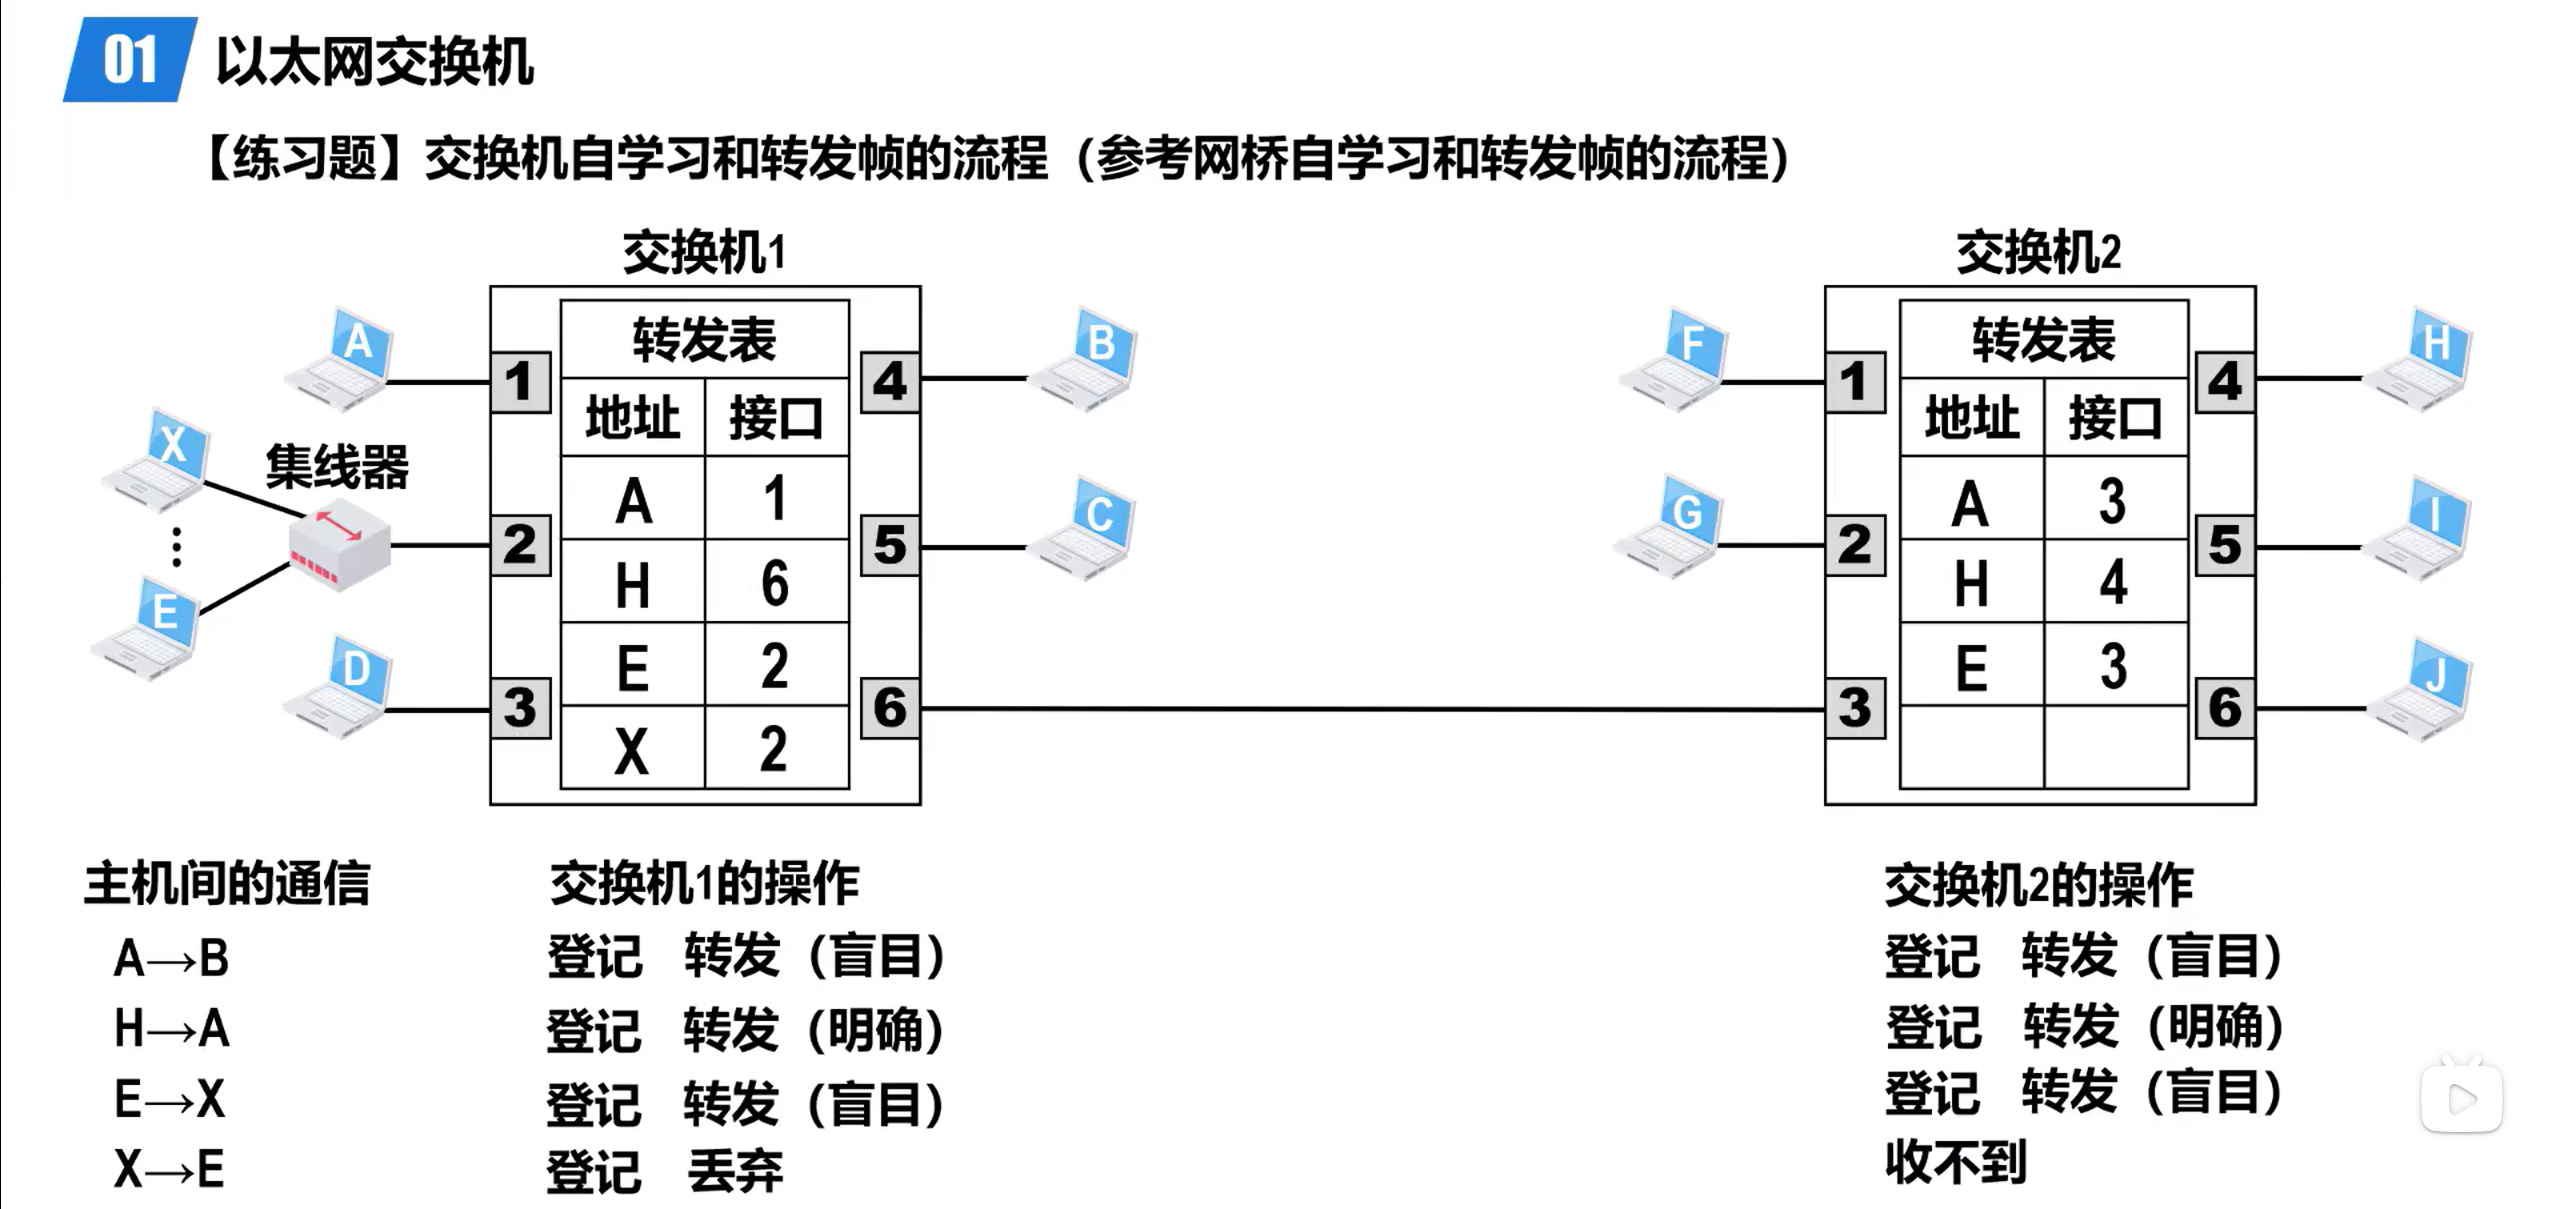 01 以太网交换机
【练习题】交换机自学习和转发帧的流程（参考网桥自学习和转发帧的流程）
交换机1
转发表
地址 接口
A 1
H 6
E 2
X 2
1
2
3
4
5
6
A
X
集线器
E
D
B
C
交换机2
转发表
地址 接口
A 3
H 4
E 3
1
2
3
4
5
6
F
G
H
I
J
主机间的通信 交换机1的操作 交换机2的操作
A→B 登记 转发（盲目） 登记 转发（盲目）
H→A 登记 转发（明确） 登记 转发（明确）
E→X 登记 转发（盲目） 登记 转发（盲目）
X→E 登记 丢弃 收不到